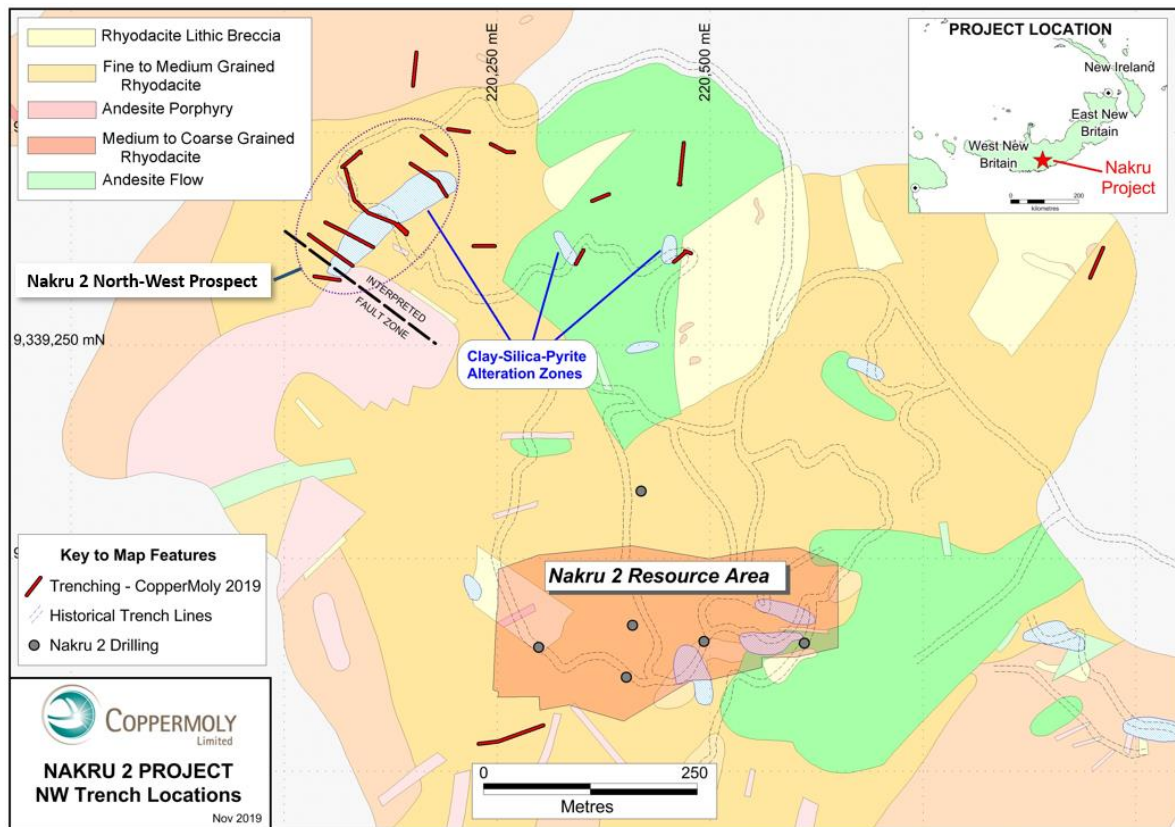 Rhyodacite Lithic Breccia
Fine to Medium Grained
Rhyodacite
Andesite Porphyry
Medium to Coarse Grained
Rhyodacite
Andesite Flow
220,250 mE
220,500 mE
PROJECT LOCATION
New Ireland
East New
Britain
West New
Britain
Nakru
Project
0 200
kilometres
Nakru 2 North-West Prospect
INTERPRETED
FAULT ZONE
9,339,250 mN
Clay-Silica-Pyrite
Alteration Zones
Nakru 2 Resource Area
Key to Map Features
Trenching - CopperMoly 2019
Historical Trench Lines
Nakru 2 Drilling
COPPERMOLY
Limited
NAKRU 2 PROJECT
NW Trench Locations
Nov 2019
0 250
Metres